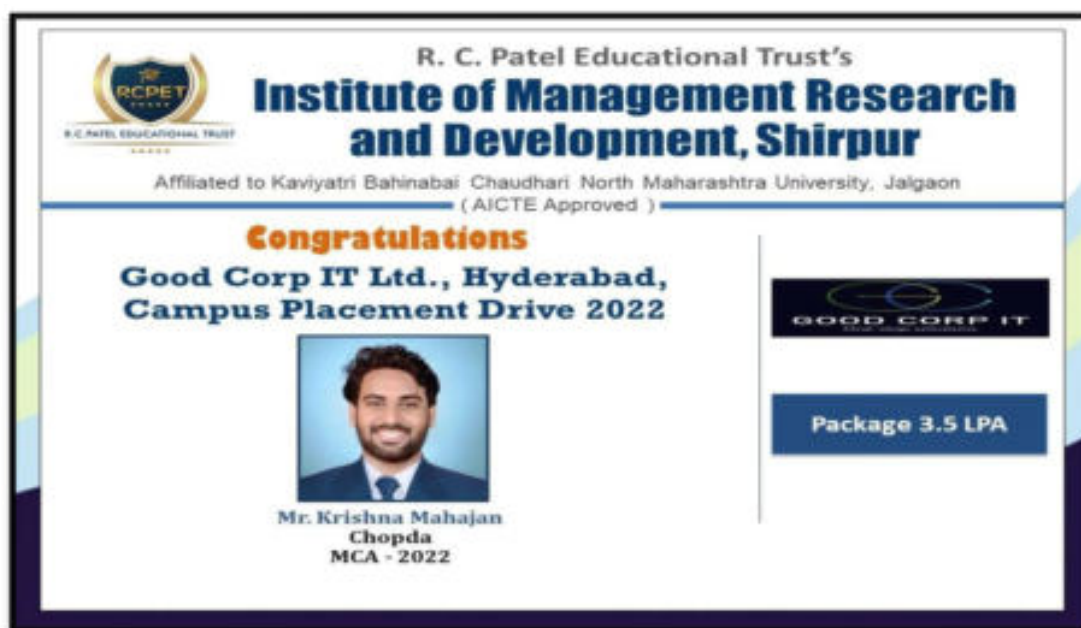 RCPET
R.C.PATEL EDUCATIONAL TRUST
R. C. Patel Educational Trust's
Institute of Management Research
and Development, Shirpur
Affiliated to Kaviyatri Bahinabai Chaudhari North Maharashtra University, Jalgaon
( AICTE Approved )
Congratulations
Good Corp IT Ltd., Hyderabad,
Campus Placement Drive 2022
Mr. Krishna Mahajan
Chopda
MCA - 2022
GOOD CORP IT
Package 3.5 LPA